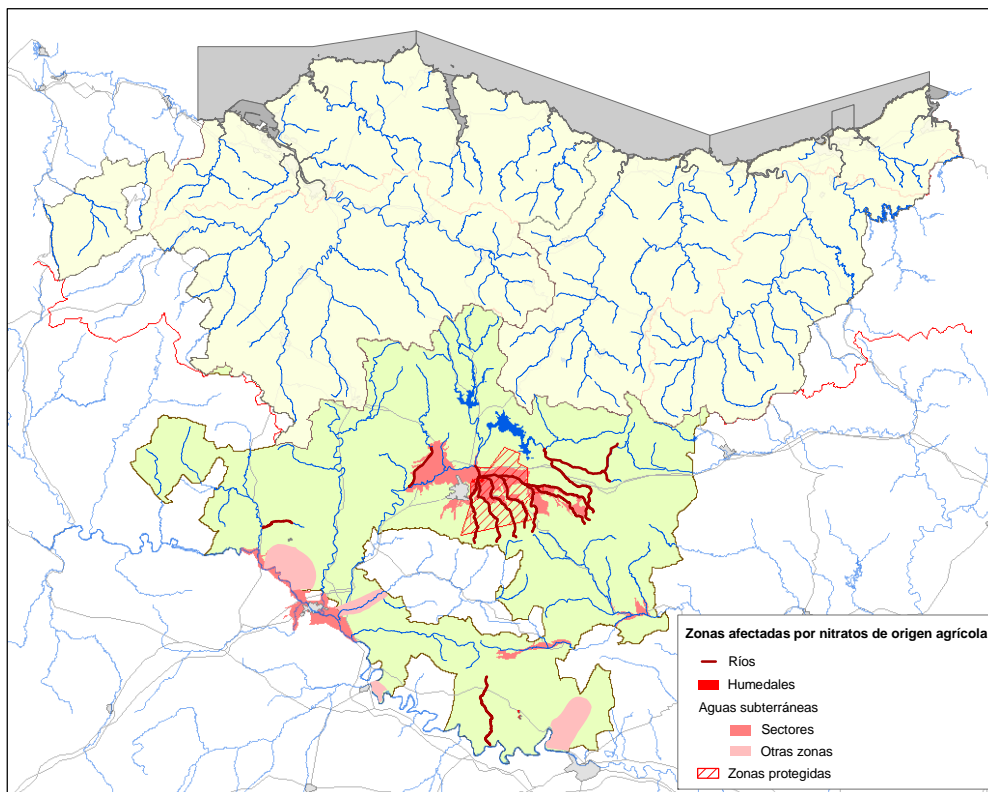 Zonas afectadas por nitratos de origen agrícola
Ríos
Humedales
Aguas subterráneas
Sectores
Otras zonas
Zonas protegidas